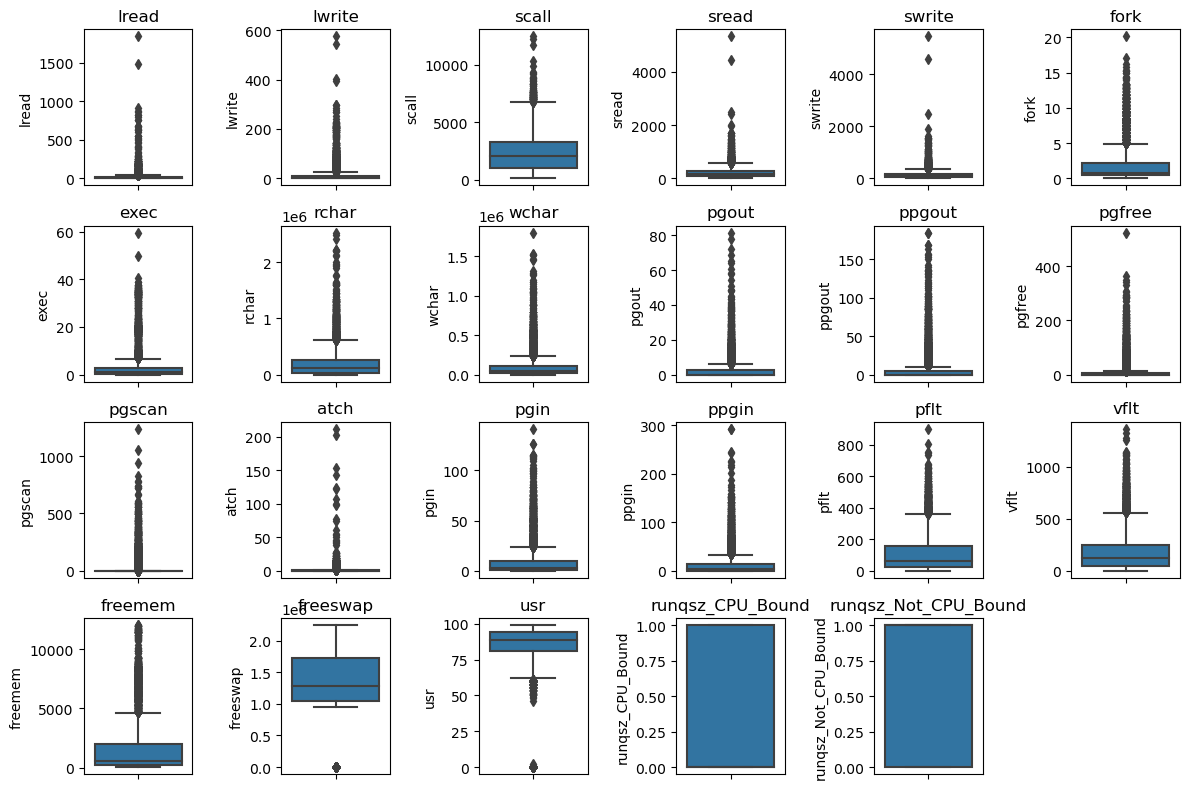 lread
1500
1000
500
0
lread
lwrite
600
400
200
0
lwrite
scall
10000
5000
0
scall
sread
4000
2000
0
sread
swrite
4000
2000
0
swrite
fork
20
15
10
5
0
fork
exec
60
40
20
0
exec
rchar
1e6
2
1
0
rchar
wchar
1e6
1.5
1.0
0.5
0.0
wchar
pgout
80
60
40
20
0
pgout
ppgout
150
100
50
0
ppgout
pgfree
400
200
0
pgfree
pgscan
1000
500
0
pgscan
atch
200
150
100
50
0
atch
pgin
100
50
0
pgin
ppgin
300
200
100
0
ppgin
pflt
800
600
400
200
0
pflt
vflt
1000
500
0
vflt
freemem
10000
5000
0
freemem
freeswap
1e6
2.0
1.5
1.0
0.5
0.0
freeswap
usr
100
75
50
25
0
usr
runqsz_CPU_Bound
1.00
0.75
0.50
0.25
0.00
runqsz_CPU_Bound
runqsz_Not_CPU_Bound
1.00
0.75
0.50
0.25
0.00
runqsz_Not_CPU_Bound